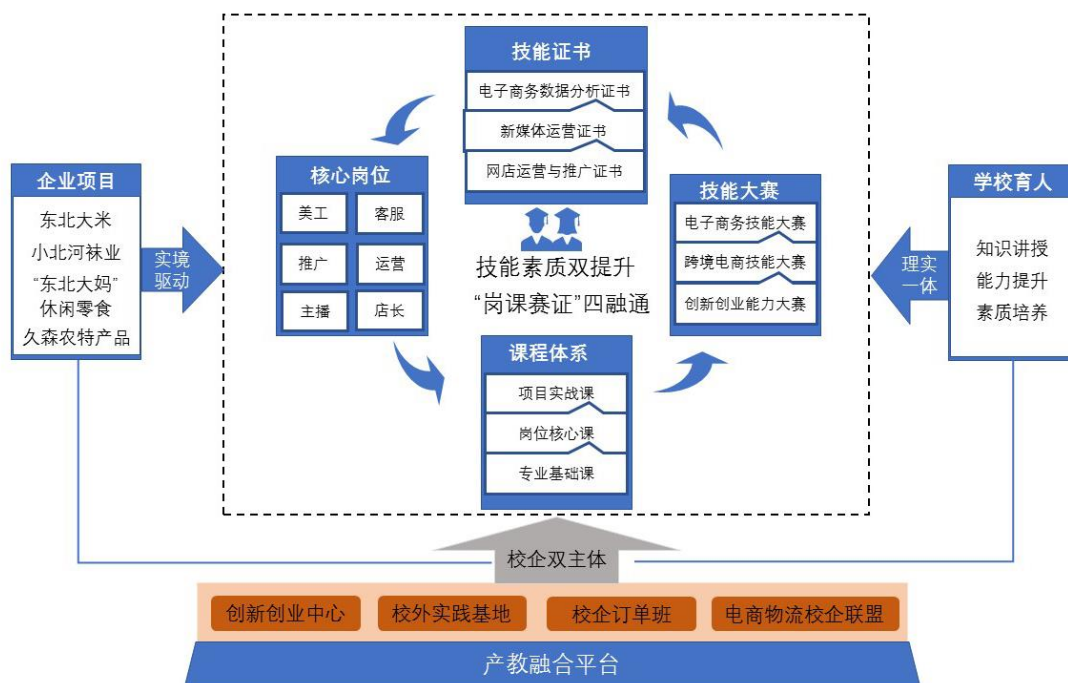 技能证书
电子商务数据分析证书
新媒体运营证书
网店运营与推广证书
企业项目
东北大米
小北河袜业
“东北大妈”
休闲零食
久森农特产品
实境
驱动
核心岗位
美工
客服
推广
运营
主播
店长
技能素质双提升
“岗课赛证”四融通
技能大赛
电子商务技能大赛
跨境电商技能大赛
创新创业能力大赛
理实
一体
学校育人
知识讲授
能力提升
素质培养
课程体系
项目实战课
岗位核心课
专业基础课
校企双主体
创新创业中心
校外实践基地
校企订单班
电商物流校企联盟
产教融合平台